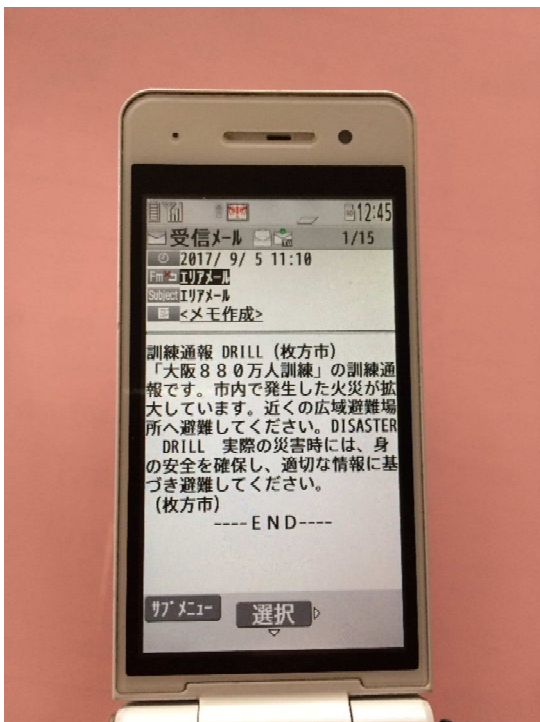 12:45
受信メール 1/15
2017/ 9/ 5 11:10
Fm エリアメール
Subject エリアメール
<メモ作成>
訓練通報 DRILL (枚方市)
「大阪880万人訓練」の訓練通
報です。市内で発生した火災が拡
大しています。近くの広域避難場
所へ避難してください。DISASTER
DRILL 実際の災害時には、身
の安全を確保し、適切な情報に基
づき避難してください。
(枚方市)
----END----
サブメニュー 選択